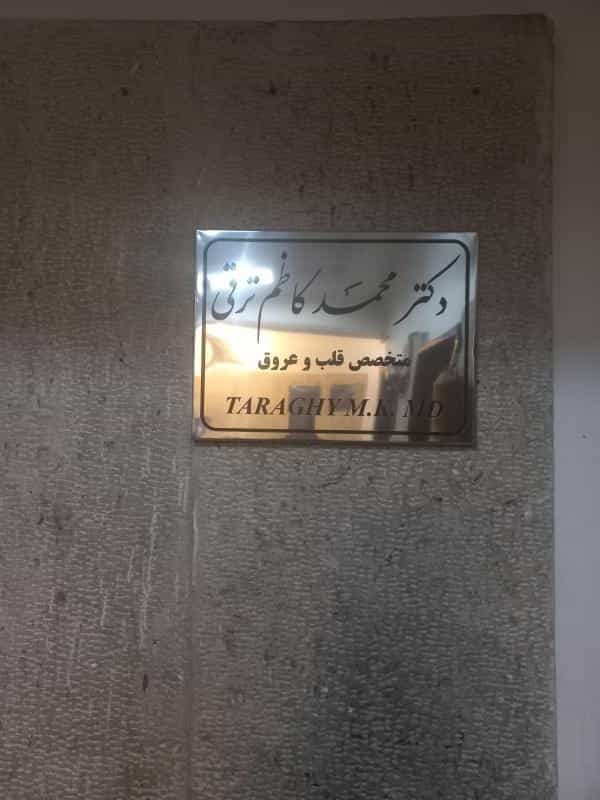 دکتر محمد کاظم ترقی
متخصص قلب و عروق
TARAGHY M.K. MD